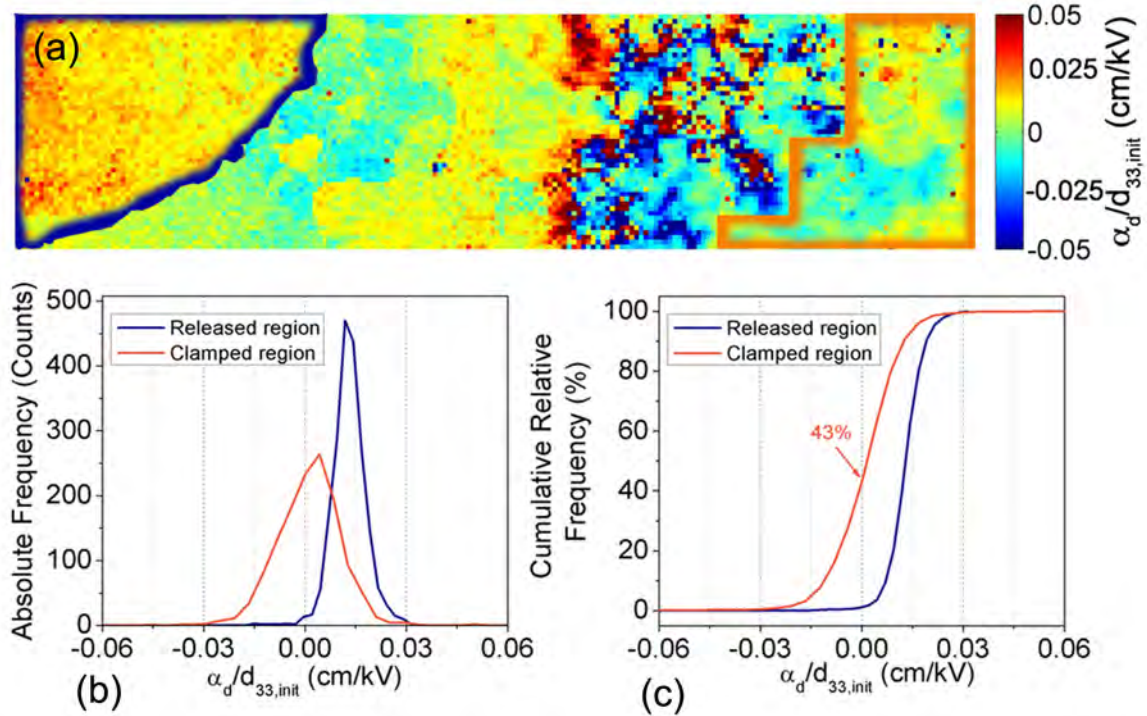 (a)
0.05
0.025
0
-0.025
-0.05
α_d/d_33,init (cm/kV)
500
400
300
200
100
0
Absolute Frequency (Counts)
Released region
Clamped region
-0.06 -0.03 0.00 0.03 0.06
α_d/d_33,init (cm/kV)
(b)
100
80
60
40
20
0
Cumulative Relative
Frequency (%)
Released region
Clamped region
43%
-0.06 -0.03 0.00 0.03 0.06
α_d/d_33,init (cm/kV)
(c)